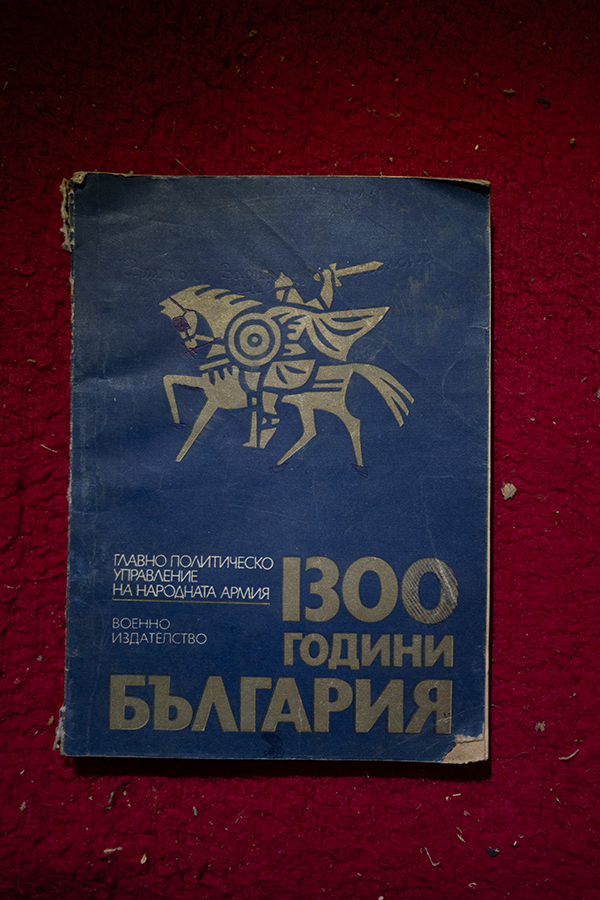 ГЛАВНО ПОЛИТИЧЕСКО
УПРАВЛЕНИЕ
НА НАРОДНАТА АРМИЯ
ВОЕННО
ИЗДАТЕЛСТВО
1300
ГОДИНИ
БЪЛГАРИЯ